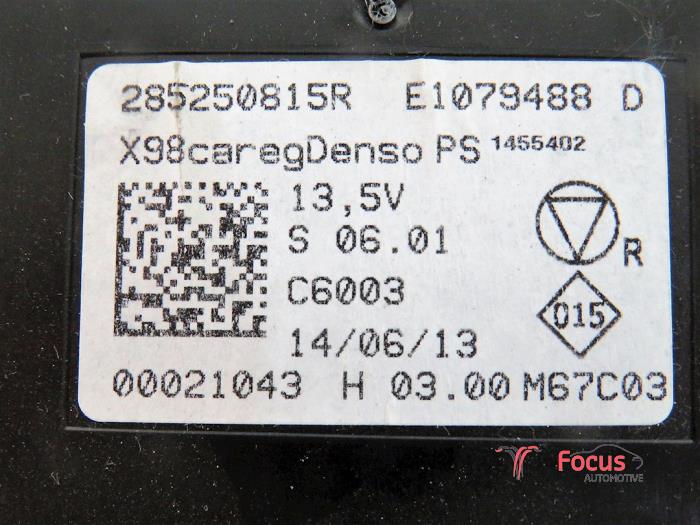 285250815R E1079488 D
X98caregDenso PS 1455402
13,5V
S 06.01
R
C6003
015
14/06/13
00021043 H 03.00 M67C03
Focus
AUTOMOTIVE